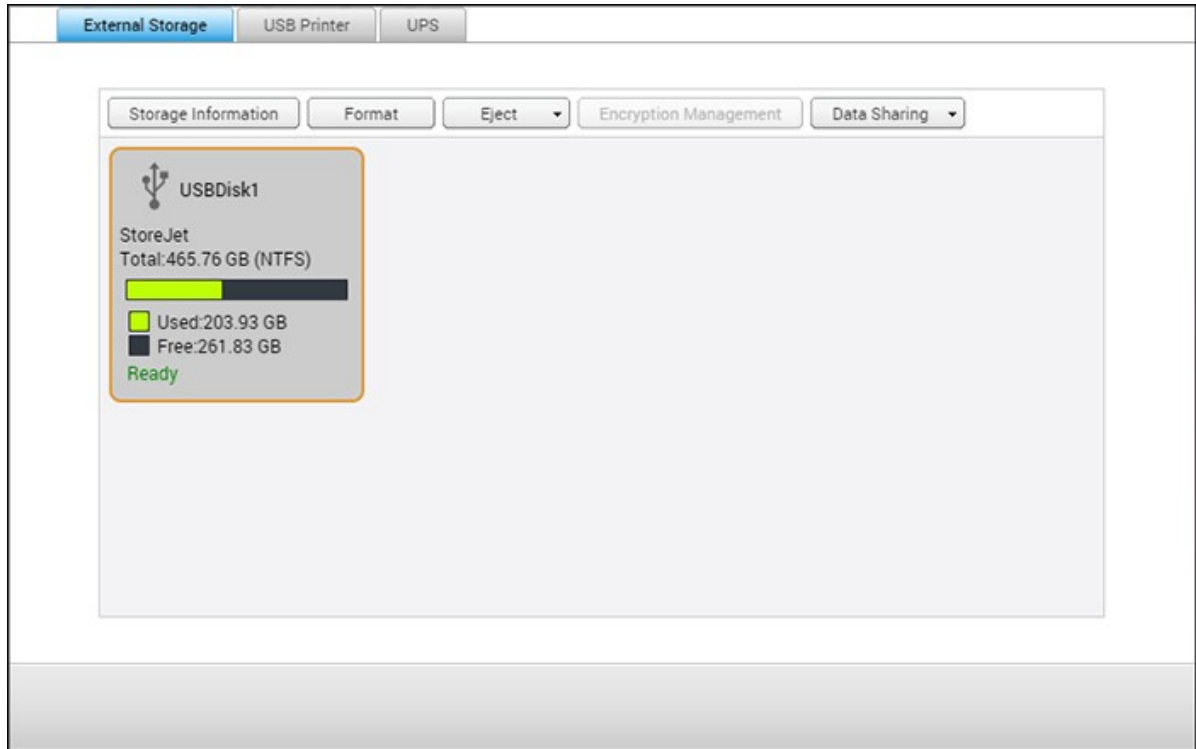 External Storage USB Printer UPS
Storage Information Format Eject Encryption Management Data Sharing
USBDisk1
StoreJet
Total:465.76 GB (NTFS)
Used:203.93 GB
Free:261.83 GB
Ready